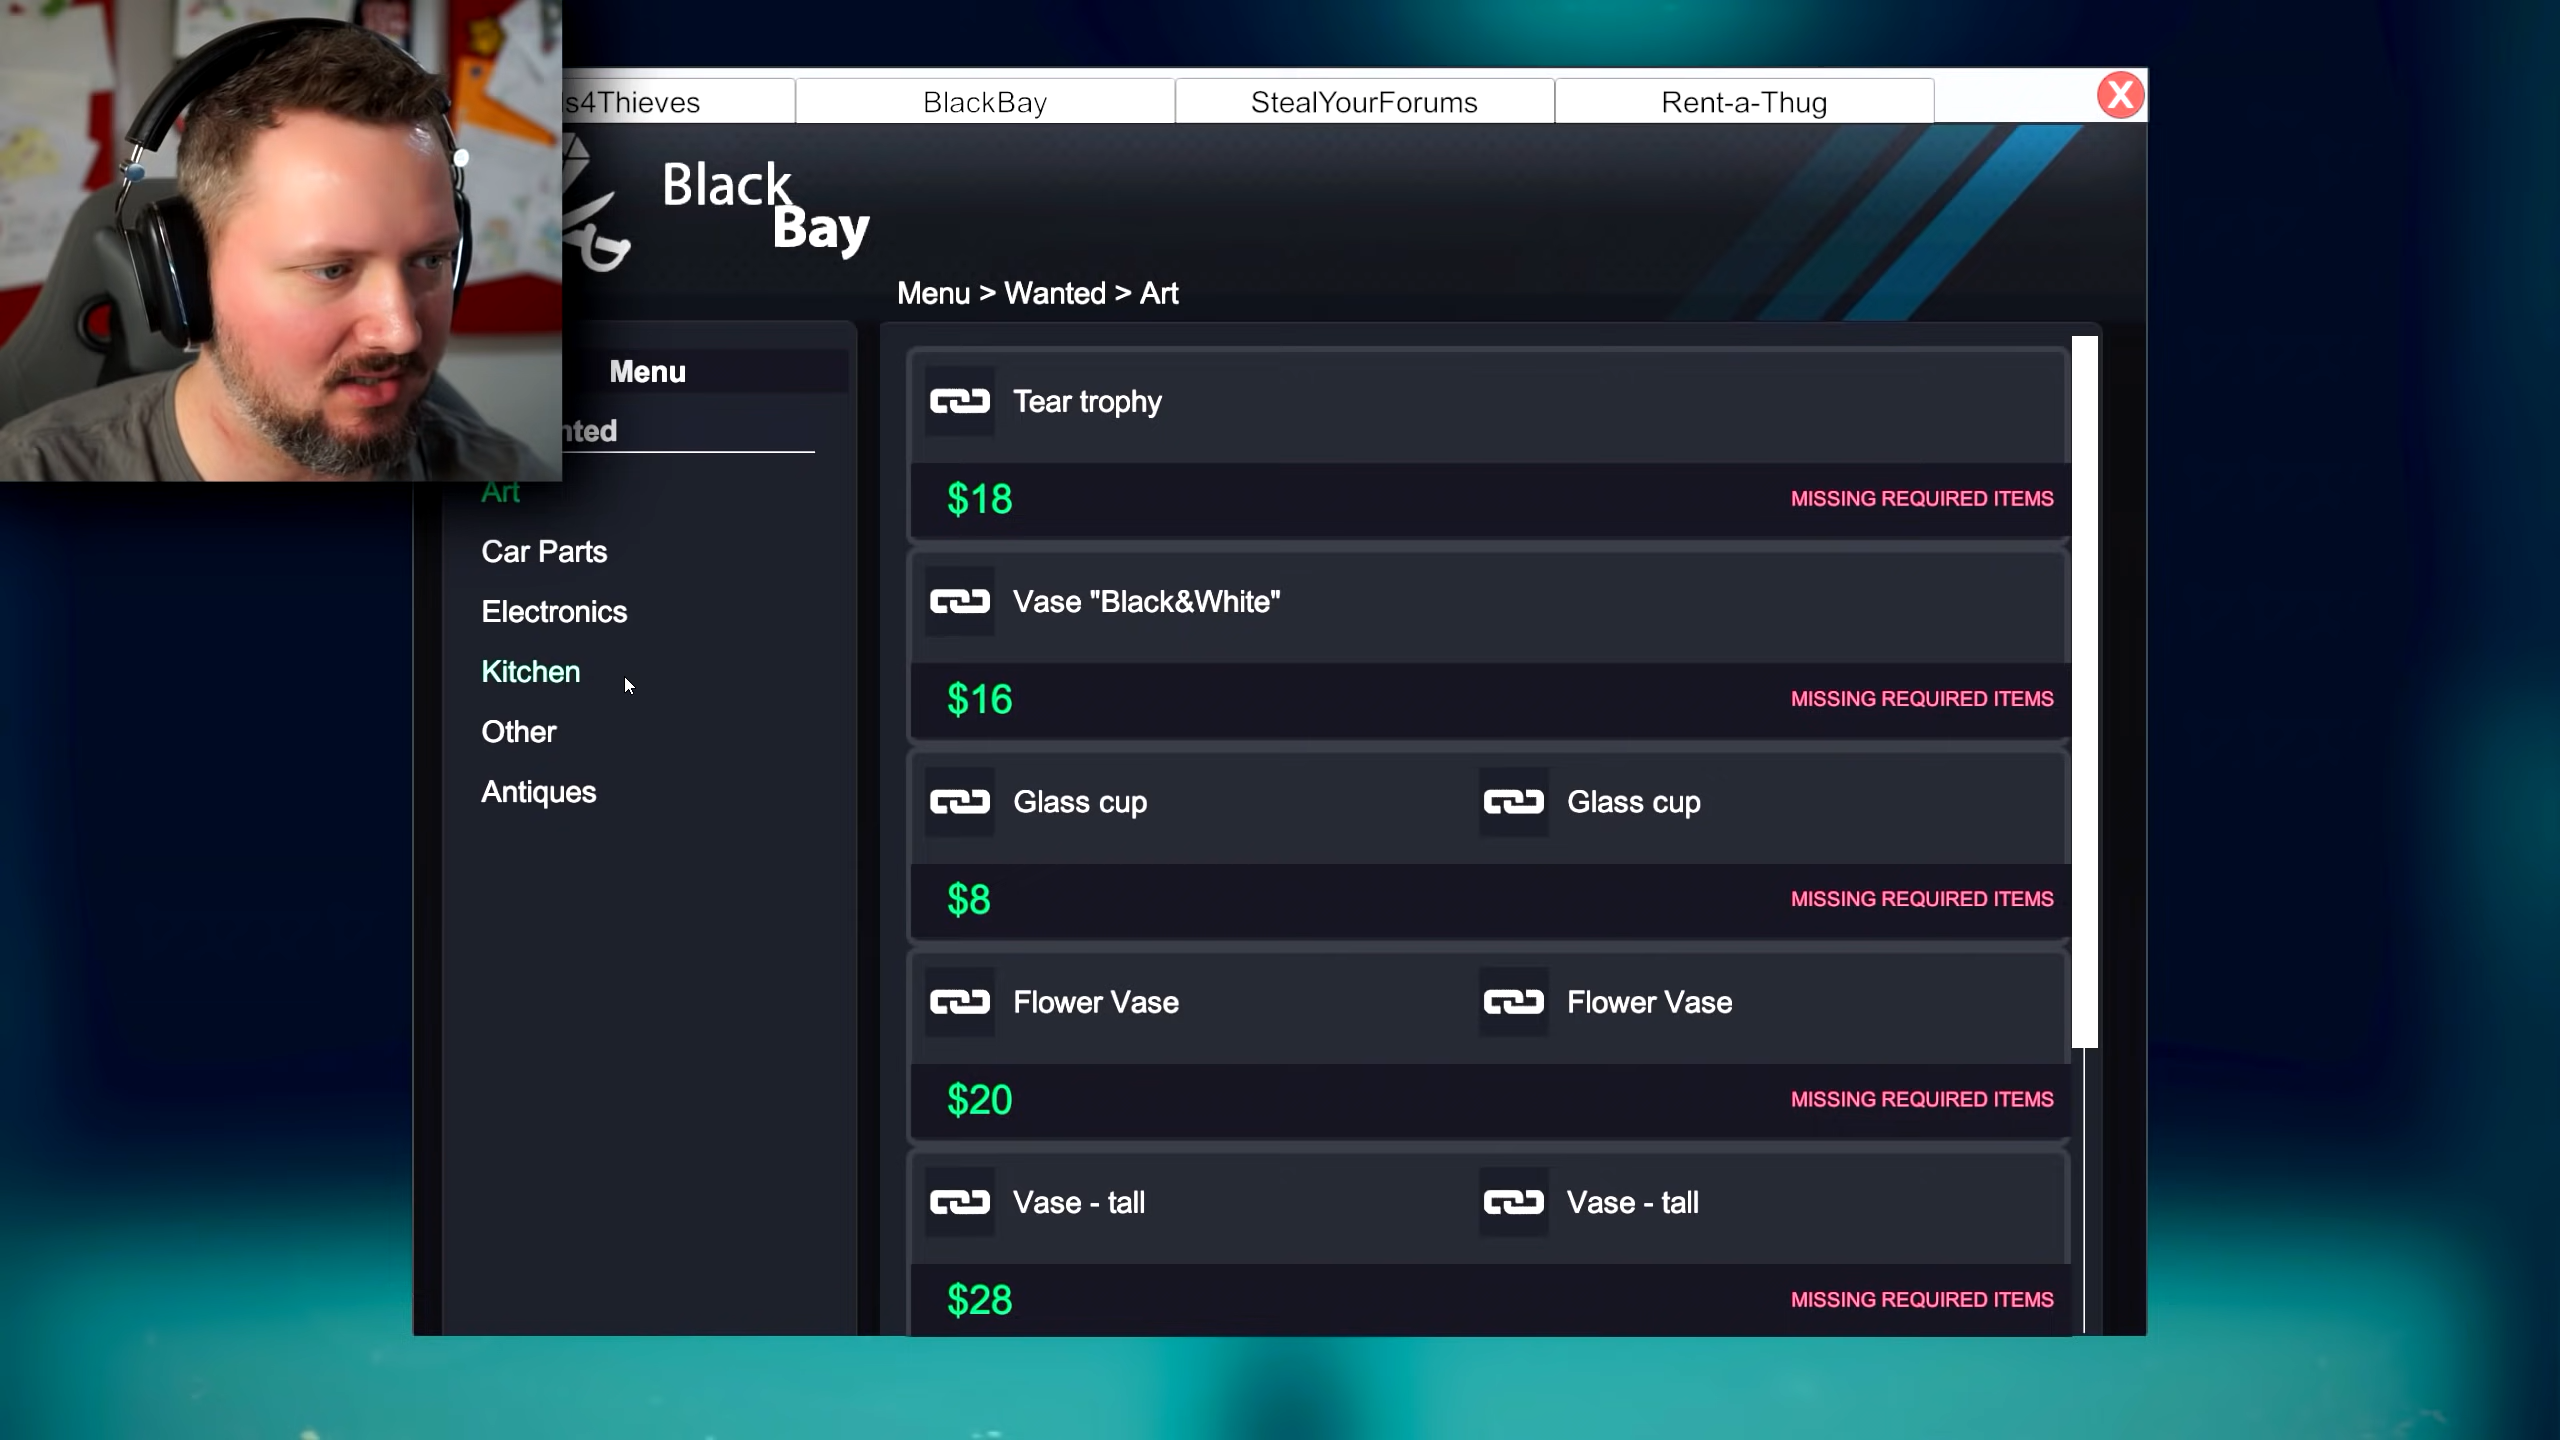 s4Thieves
BlackBay
StealYourForums
Rent-a-Thug
X
Black
Bay
Menu > Wanted > Art
Menu
nted
Art
Car Parts
Electronics
Kitchen
Other
Antiques
Tear trophy
$18 MISSING REQUIRED ITEMS
Vase "Black&White"
$16 MISSING REQUIRED ITEMS
Glass cup Glass cup
$8 MISSING REQUIRED ITEMS
Flower Vase Flower Vase
$20 MISSING REQUIRED ITEMS
Vase - tall Vase - tall
$28 MISSING REQUIRED ITEMS